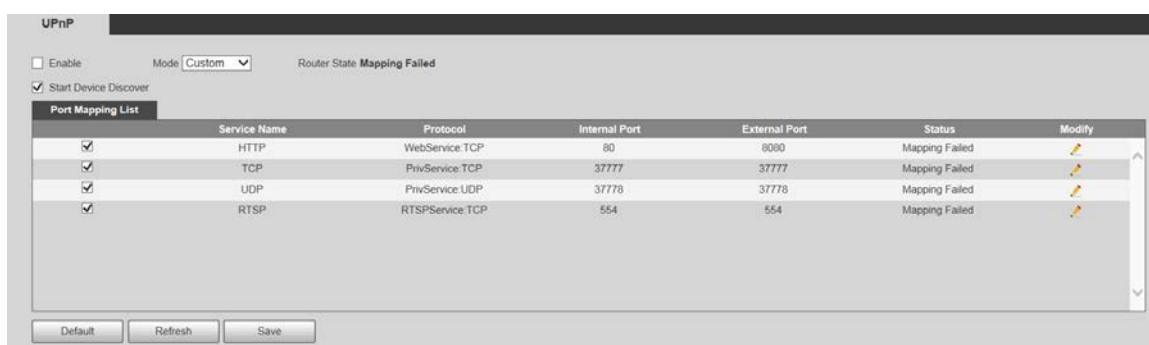 UPnP
Enable Mode Custom Router State Mapping Failed
Start Device Discover
Port Mapping List
Service Name Protocol Internal Port External Port Status Modify
HTTP WebService:TCP 80 8080 Mapping Failed
TCP PrivService:TCP 37777 37777 Mapping Failed
UDP PrivService:UDP 37778 37778 Mapping Failed
RTSP RTSPService:TCP 554 554 Mapping Failed
Default Refresh Save